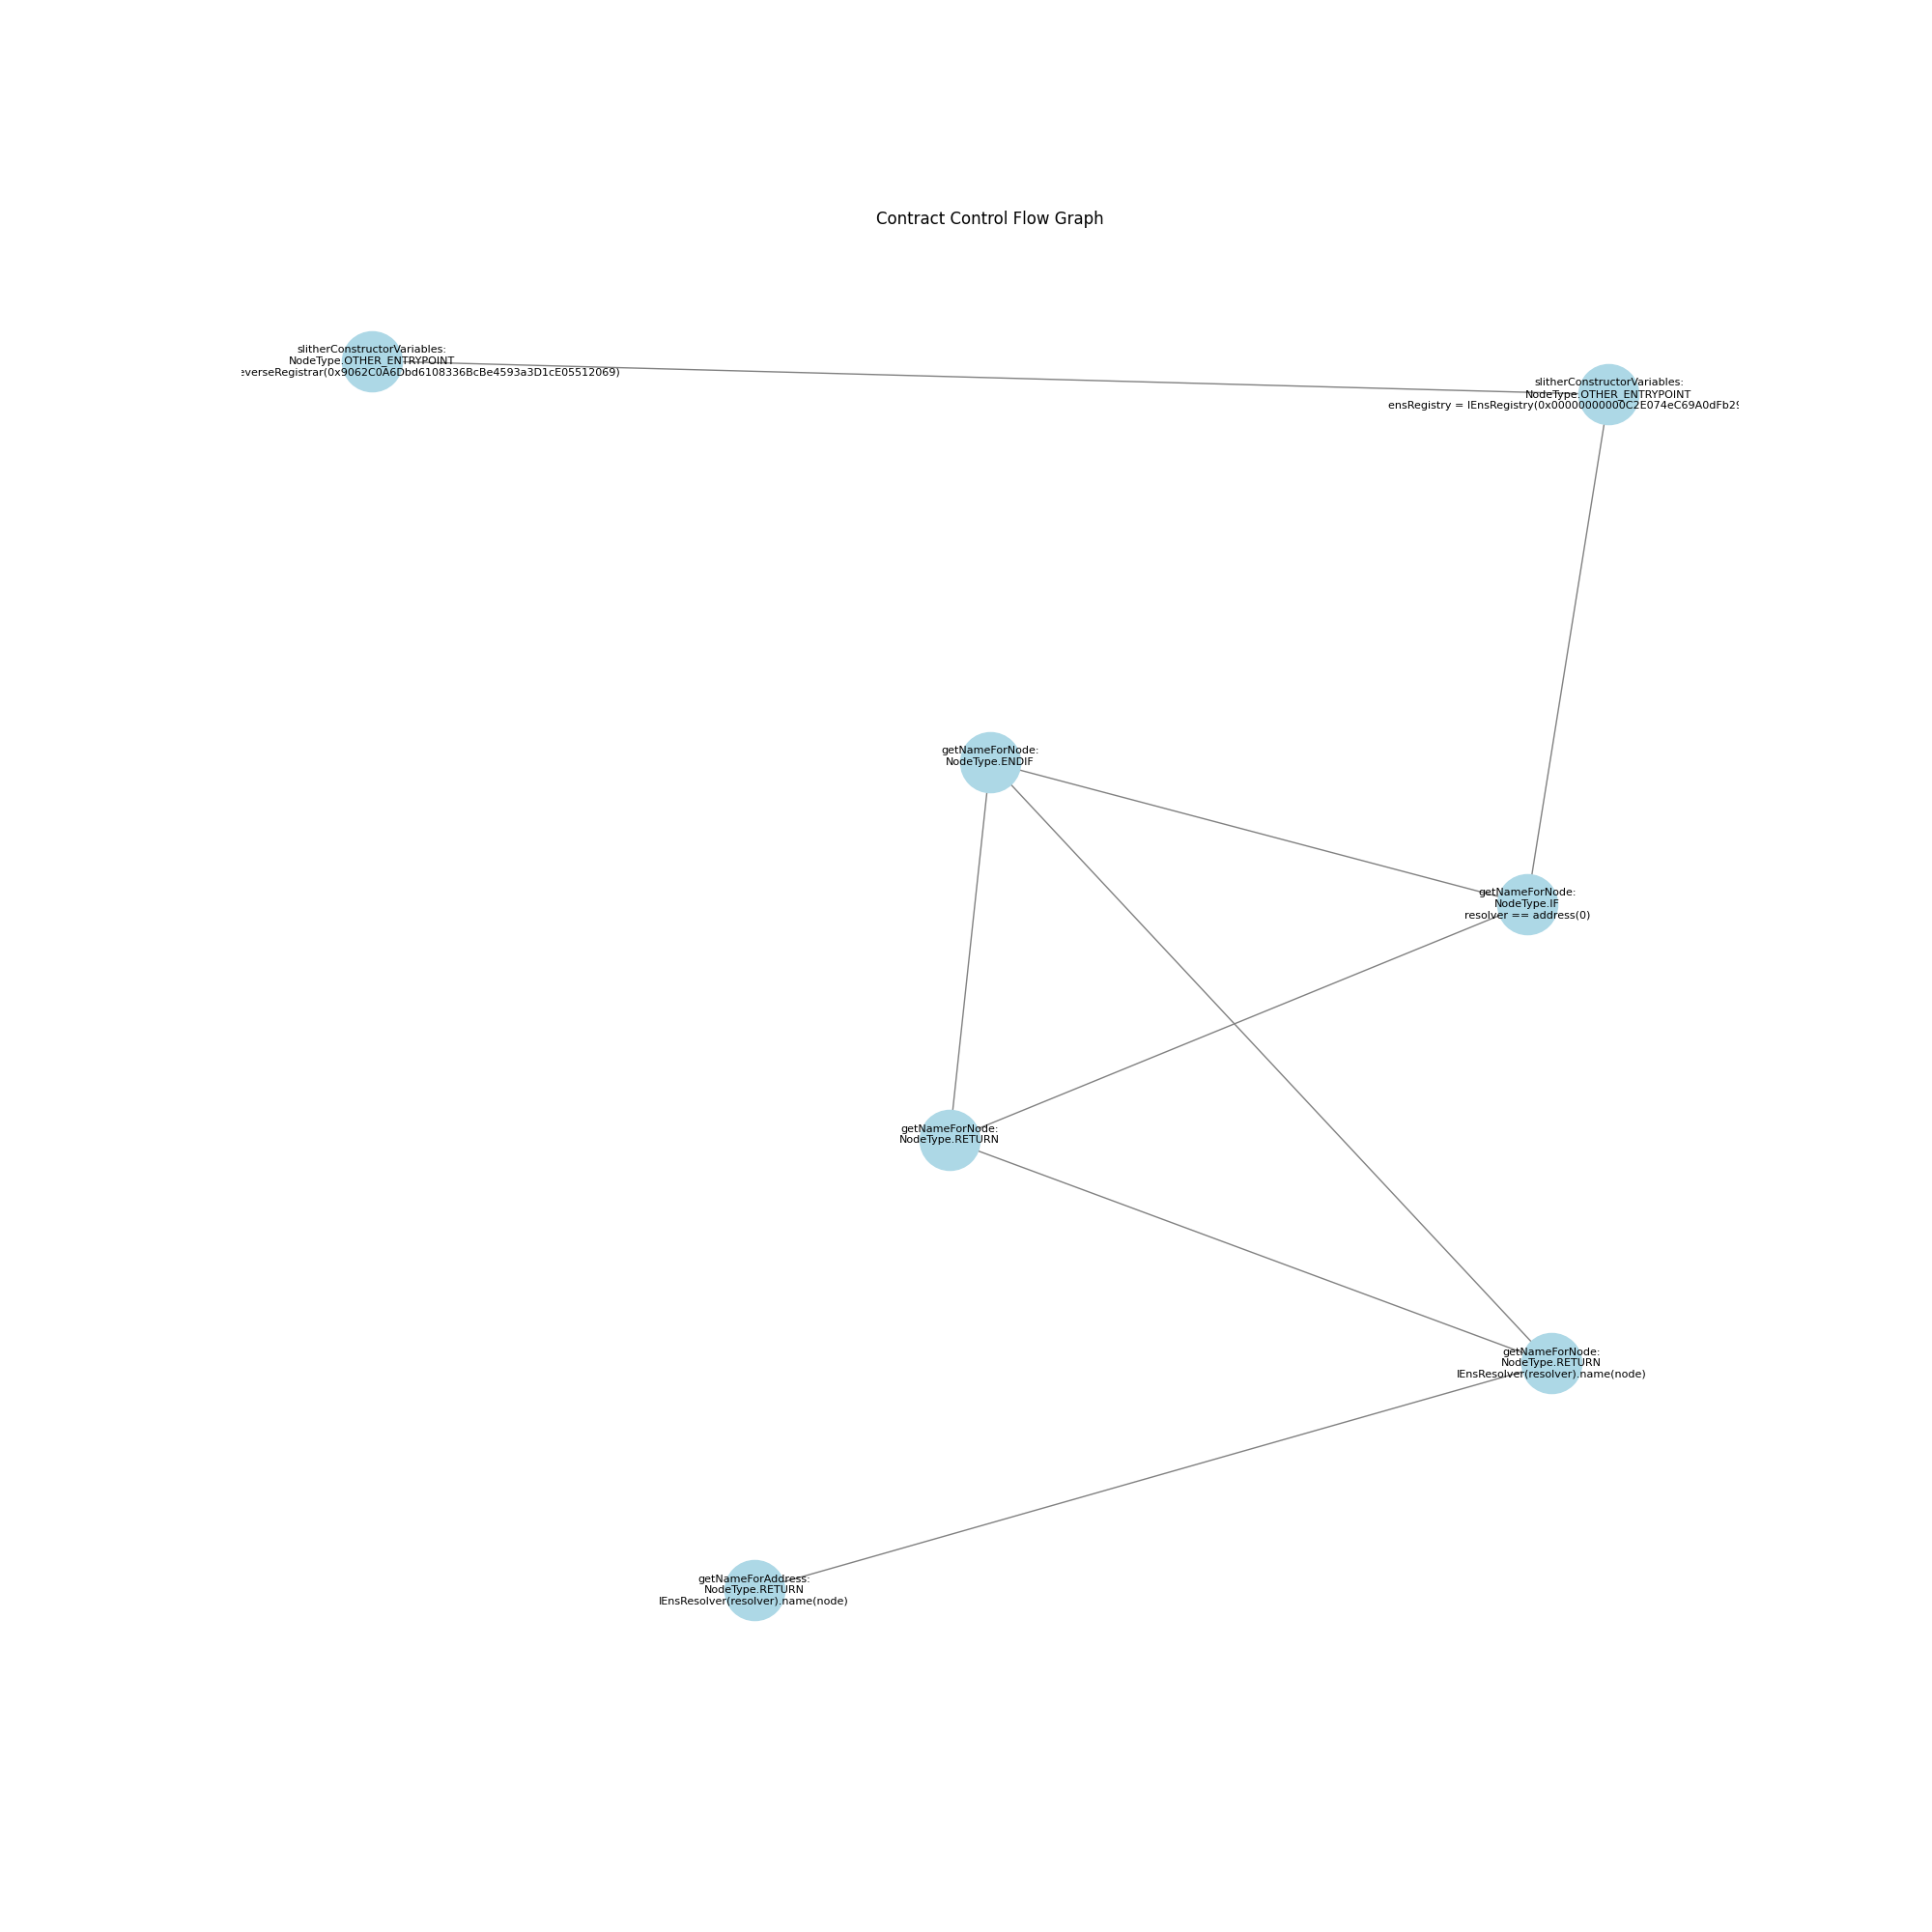 Contract Control Flow Graph
slitherConstructorVariables:
NodeType.OTHER_ENTRYPOINT
everseRegistrar(0x9062C0A6Dbd6108336BcBe4593a3D1cE05512069)
slitherConstructorVariables:
NodeType.OTHER_ENTRYPOINT
ensRegistry = IEnsRegistry(0x00000000000C2E074eC69A0dFb29
getNameForNode:
NodeType.ENDIF
getNameForNode:
NodeType.IF
resolver == address(0)
getNameForNode:
NodeType.RETURN
getNameForNode:
NodeType.RETURN
IEnsResolver(resolver).name(node)
getNameForAddress:
NodeType.RETURN
IEnsResolver(resolver).name(node)